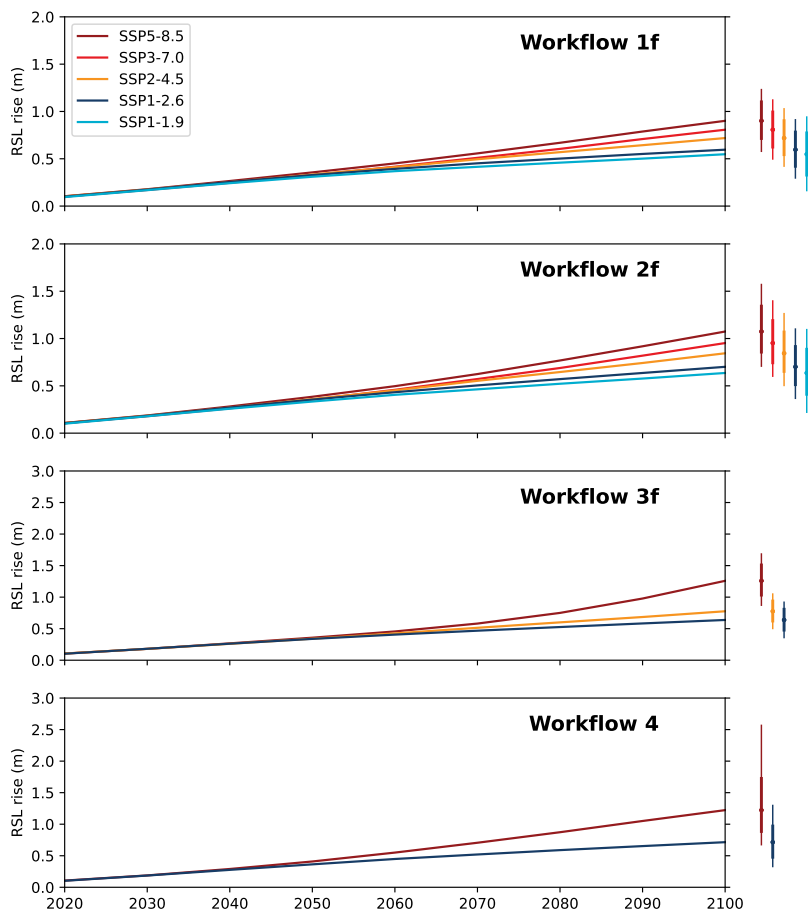 2.0
1.5
1.0
0.5
0.0
RSL rise (m)
SSP5-8.5
SSP3-7.0
SSP2-4.5
SSP1-2.6
SSP1-1.9
Workflow 1f
2.0
1.5
1.0
0.5
0.0
RSL rise (m)
Workflow 2f
3.0
2.5
2.0
1.5
1.0
0.5
0.0
RSL rise (m)
Workflow 3f
3.0
2.5
2.0
1.5
1.0
0.5
0.0
RSL rise (m)
Workflow 4
2020 2030 2040 2050 2060 2070 2080 2090 2100